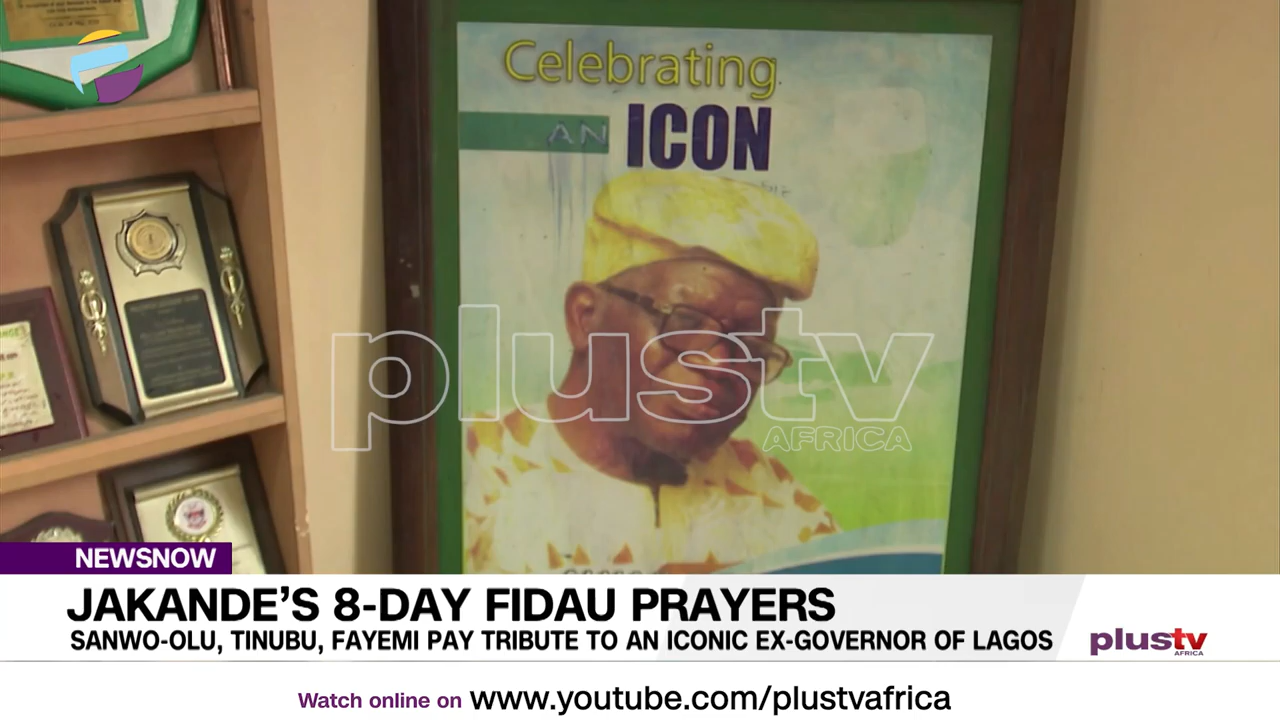 Celebrating
AN ICON
plustv
AFRICA
NEWSNOW
JAKANDE'S 8-DAY FIDAU PRAYERS
SANWO-OLU, TINUBU, FAYEMI PAY TRIBUTE TO AN ICONIC EX-GOVERNOR OF LAGOS
plustv
AFRICA
Watch online on www.youtube.com/plustvafrica